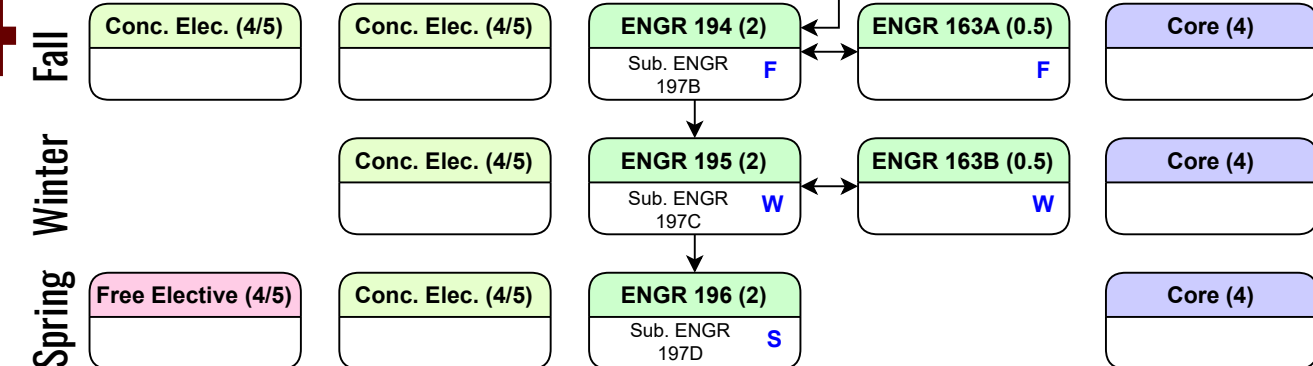 Fall
Conc. Elec. (4/5)
Conc. Elec. (4/5)
ENGR 194 (2)
Sub. ENGR
197B
F
ENGR 163A (0.5)
F
Core (4)
Winter
Conc. Elec. (4/5)
ENGR 195 (2)
Sub. ENGR
197C
W
ENGR 163B (0.5)
W
Core (4)
Spring
Free Elective (4/5)
Conc. Elec. (4/5)
ENGR 196 (2)
Sub. ENGR
197D
S
Core (4)